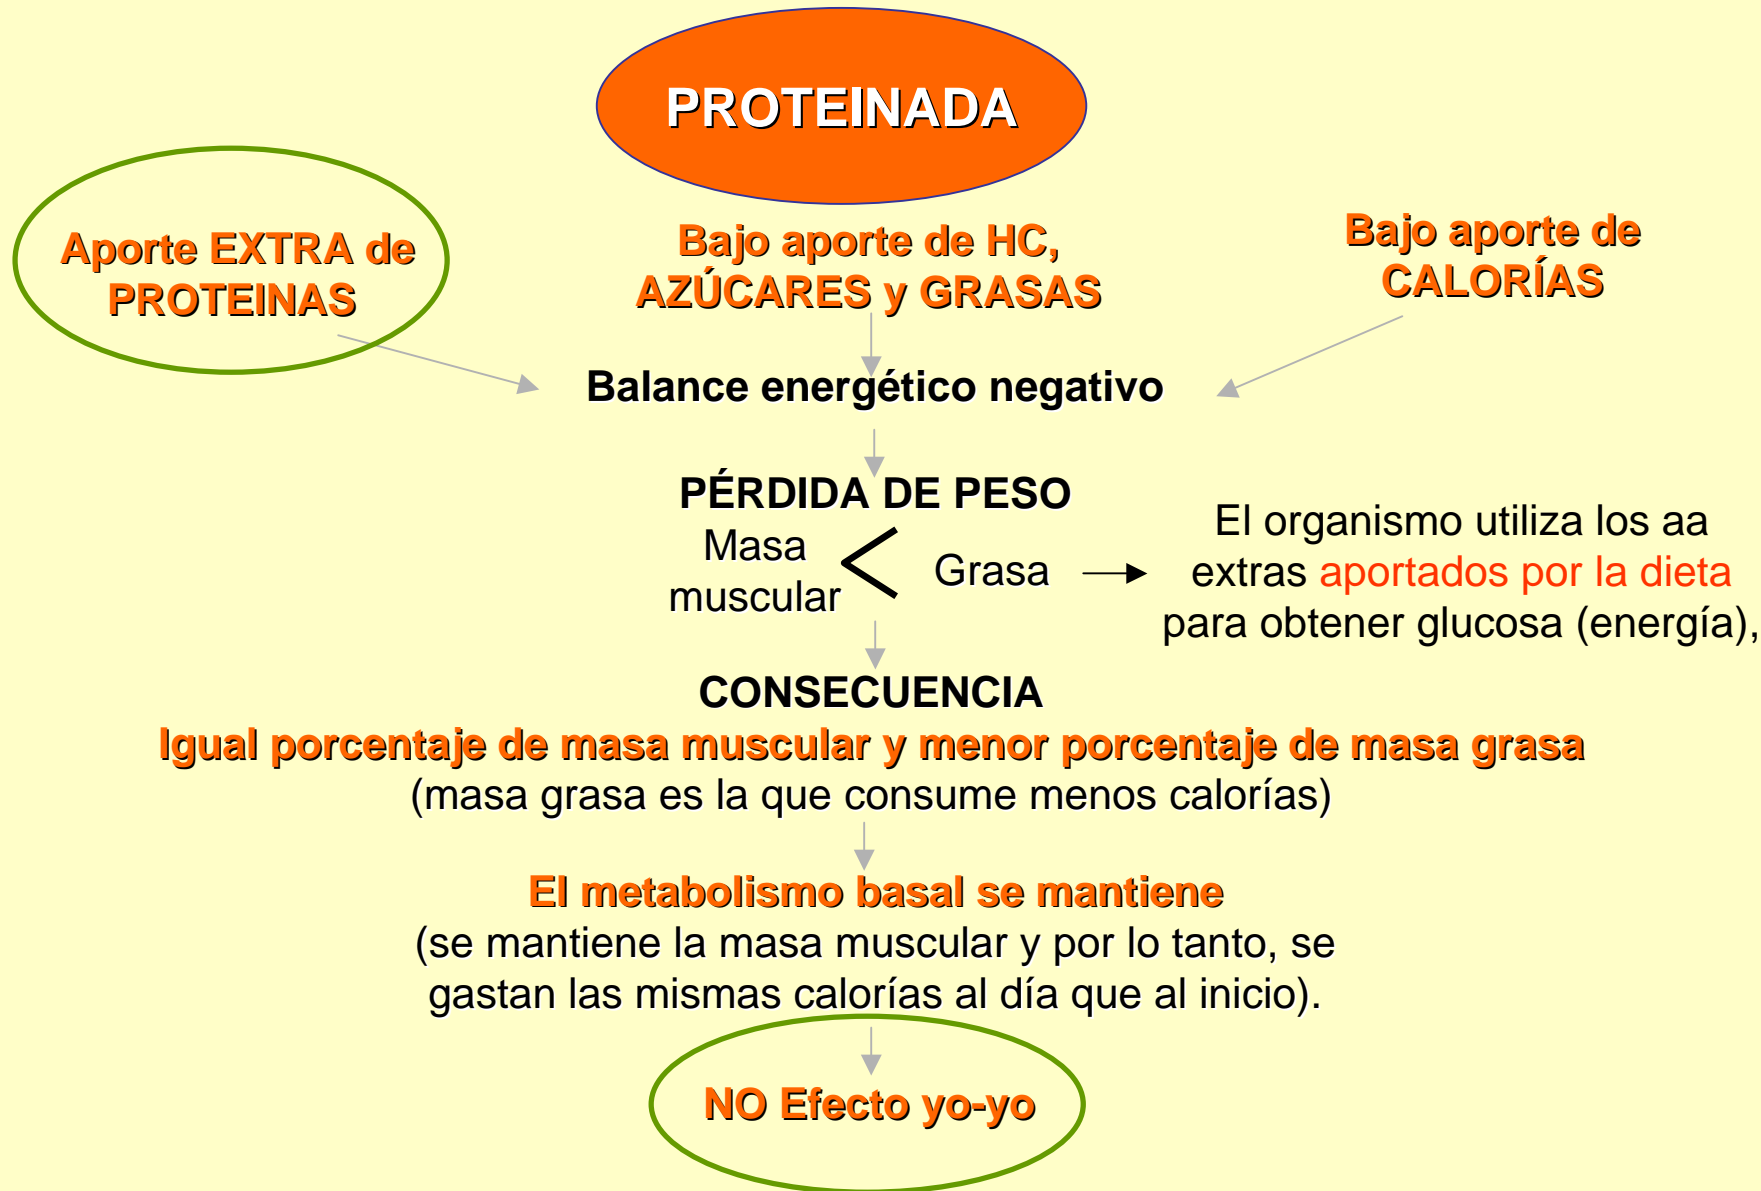 PROTEINADA
Aporte EXTRA de
PROTEINAS
Bajo aporte de HC,
AZÚCARES y GRASAS
Bajo aporte de
CALORÍAS
Balance energético negativo
PÉRDIDA DE PESO
Masa
muscular
<
Grasa
El organismo utiliza los aa
extras aportados por la dieta
para obtener glucosa (energía),
CONSECUENCIA
Igual porcentaje de masa muscular y menor porcentaje de masa grasa
(masa grasa es la que consume menos calorías)
El metabolismo basal se mantiene
(se mantiene la masa muscular y por lo tanto, se
gastan las mismas calorías al día que al inicio).
NO Efecto yo-yo